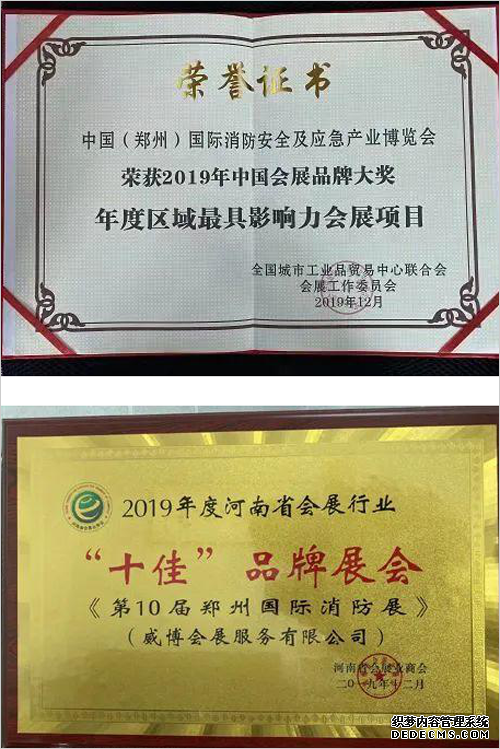 荣誉证书
中国（郑州）国际消防安全及应急产业博览会
荣获2019年中国会展品牌大奖
年度区域最具影响力会展项目
全国城市工业品贸易中心联合会
会展工作委员会
2019年12月
2019年度河南省会展行业
“十佳”品牌展会
《第10届郑州国际消防展》
（威博会展服务有限公司）
河南省会展业商会
二〇一九年十二月
织梦内容管理系统
DEDECMS.COM